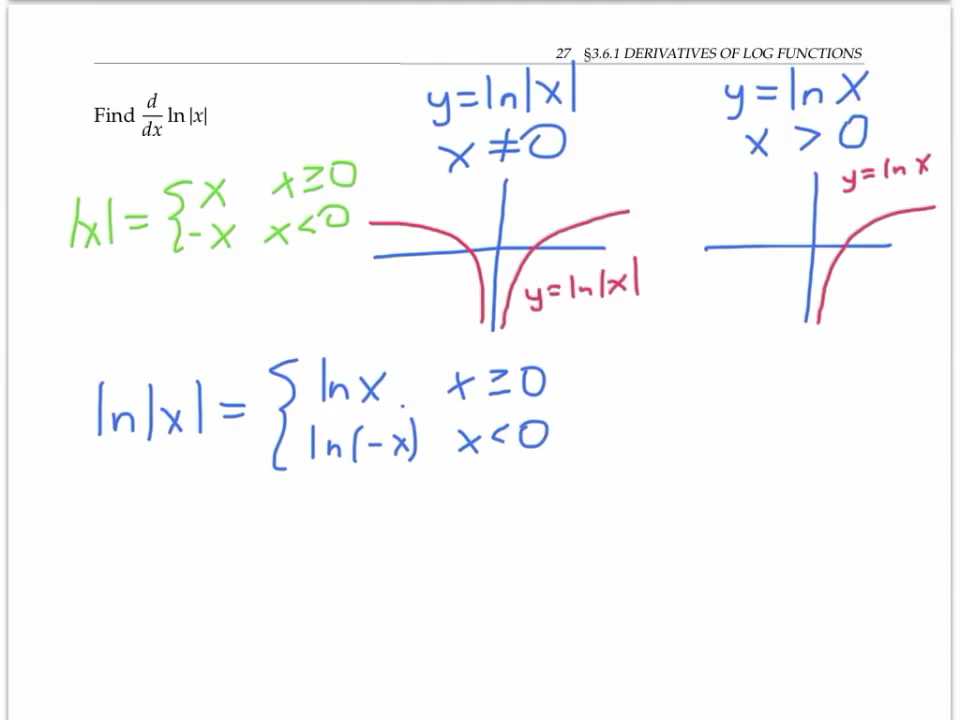 27 §3.6.1 DERIVATIVES OF LOG FUNCTIONS
Find d/dx ln |x|
y=ln|x|
x ≠ 0
y = ln x
x > 0
|x| = { x x ≥ 0
-x x < 0
y = ln|x|
y = ln x
ln|x| = { ln x. x ≥ 0
ln(-x) x < 0